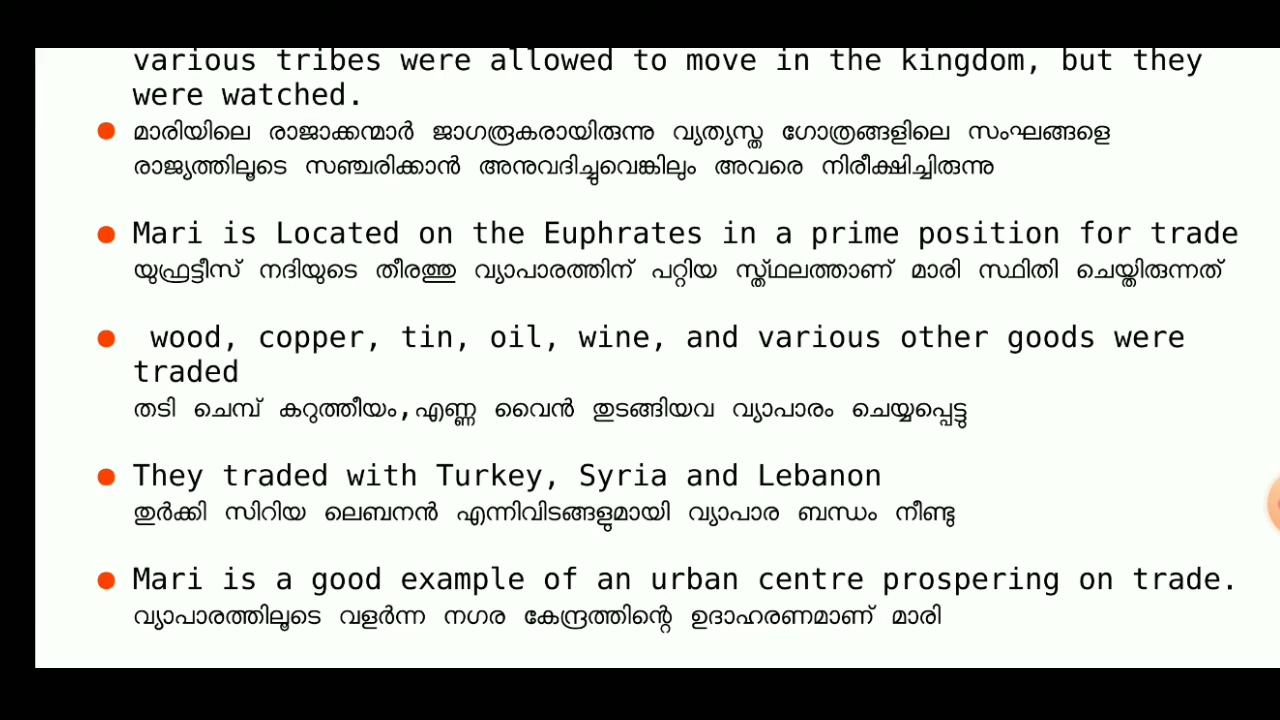 various tribes were allowed to move in the kingdom, but they
were watched.
മാരിയിലെ രാജാക്കന്മാർ ജാഗരൂകരായിരുന്നു വ്യത്യസ്ത ഗോത്രങ്ങളിലെ സംഘങ്ങളെ
രാജ്യത്തിലൂടെ സഞ്ചരിക്കാൻ അനുവദിച്ചുവെങ്കിലും അവരെ നിരീക്ഷിച്ചിരുന്നു
Mari is Located on the Euphrates in a prime position for trade
യുഫ്രട്ടീസ് നദിയുടെ തീരത്തു വ്യാപാരത്തിന് പറ്റിയ സ്ത്ഥലത്താണ് മാരി സ്ഥിതി ചെയ്തിരുന്നത്
wood, copper, tin, oil, wine, and various other goods were
traded
തടി ചെമ്പ് കറുത്തീയം,എണ്ണ വൈൻ തുടങ്ങിയവ വ്യാപാരം ചെയ്യപ്പെട്ടു
They traded with Turkey, Syria and Lebanon
തുർക്കി സിറിയ ലെബനൻ എന്നിവിടങ്ങളുമായി വ്യാപാര ബന്ധം നീണ്ടു
Mari is a good example of an urban centre prospering on trade.
വ്യാപാരത്തിലൂടെ വളർന്ന നഗര കേന്ദ്രത്തിന്റെ ഉദാഹരണമാണ് മാരി